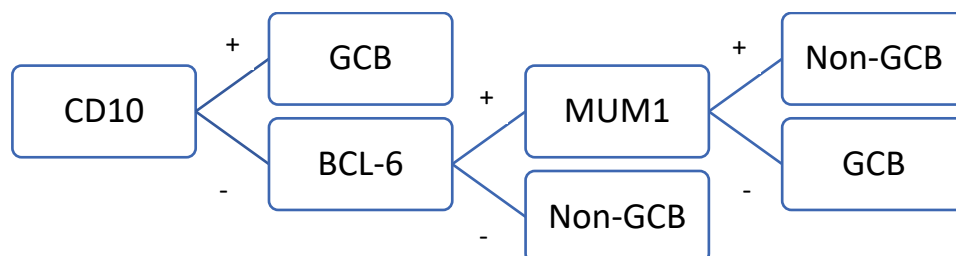 +
GCB
+
Non-GCB
CD10
+
MUM1
-
BCL-6
-
GCB
-
Non-GCB